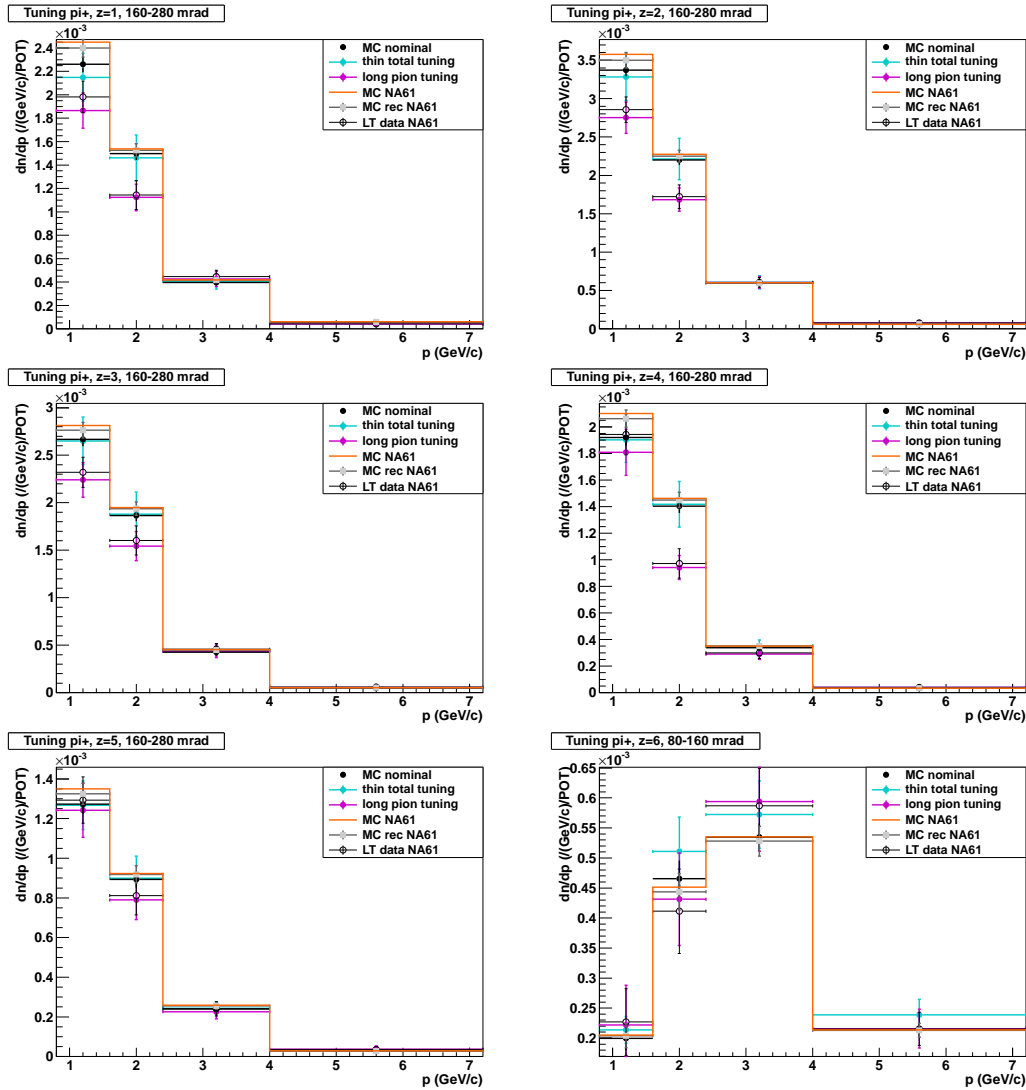 Tuning pi+, z=1, 160-280 mrad
×10⁻³
dn/dp (/(GeV/c)/POT)
2.4
2.2
2
1.8
1.6
1.4
1.2
1
0.8
0.6
0.4
0.2
0
1 2 3 4 5 6 7
p (GeV/c)
MC nominal
thin total tuning
long pion tuning
MC NA61
MC rec NA61
LT data NA61
Tuning pi+, z=2, 160-280 mrad
×10⁻³
dn/dp (/(GeV/c)/POT)
3.5
3
2.5
2
1.5
1
0.5
0
1 2 3 4 5 6 7
p (GeV/c)
MC nominal
thin total tuning
long pion tuning
MC NA61
MC rec NA61
LT data NA61
Tuning pi+, z=3, 160-280 mrad
×10⁻³
dn/dp (/(GeV/c)/POT)
3
2.5
2
1.5
1
0.5
0
1 2 3 4 5 6 7
p (GeV/c)
MC nominal
thin total tuning
long pion tuning
MC NA61
MC rec NA61
LT data NA61
Tuning pi+, z=4, 160-280 mrad
×10⁻³
dn/dp (/(GeV/c)/POT)
2
1.8
1.6
1.4
1.2
1
0.8
0.6
0.4
0.2
0
1 2 3 4 5 6 7
p (GeV/c)
MC nominal
thin total tuning
long pion tuning
MC NA61
MC rec NA61
LT data NA61
Tuning pi+, z=5, 160-280 mrad
×10⁻³
dn/dp (/(GeV/c)/POT)
1.4
1.2
1
0.8
0.6
0.4
0.2
0
1 2 3 4 5 6 7
p (GeV/c)
MC nominal
thin total tuning
long pion tuning
MC NA61
MC rec NA61
LT data NA61
Tuning pi+, z=6, 80-160 mrad
×10⁻³
dn/dp (/(GeV/c)/POT)
0.65
0.6
0.55
0.5
0.45
0.4
0.35
0.3
0.25
0.2
1 2 3 4 5 6 7
p (GeV/c)
MC nominal
thin total tuning
long pion tuning
MC NA61
MC rec NA61
LT data NA61